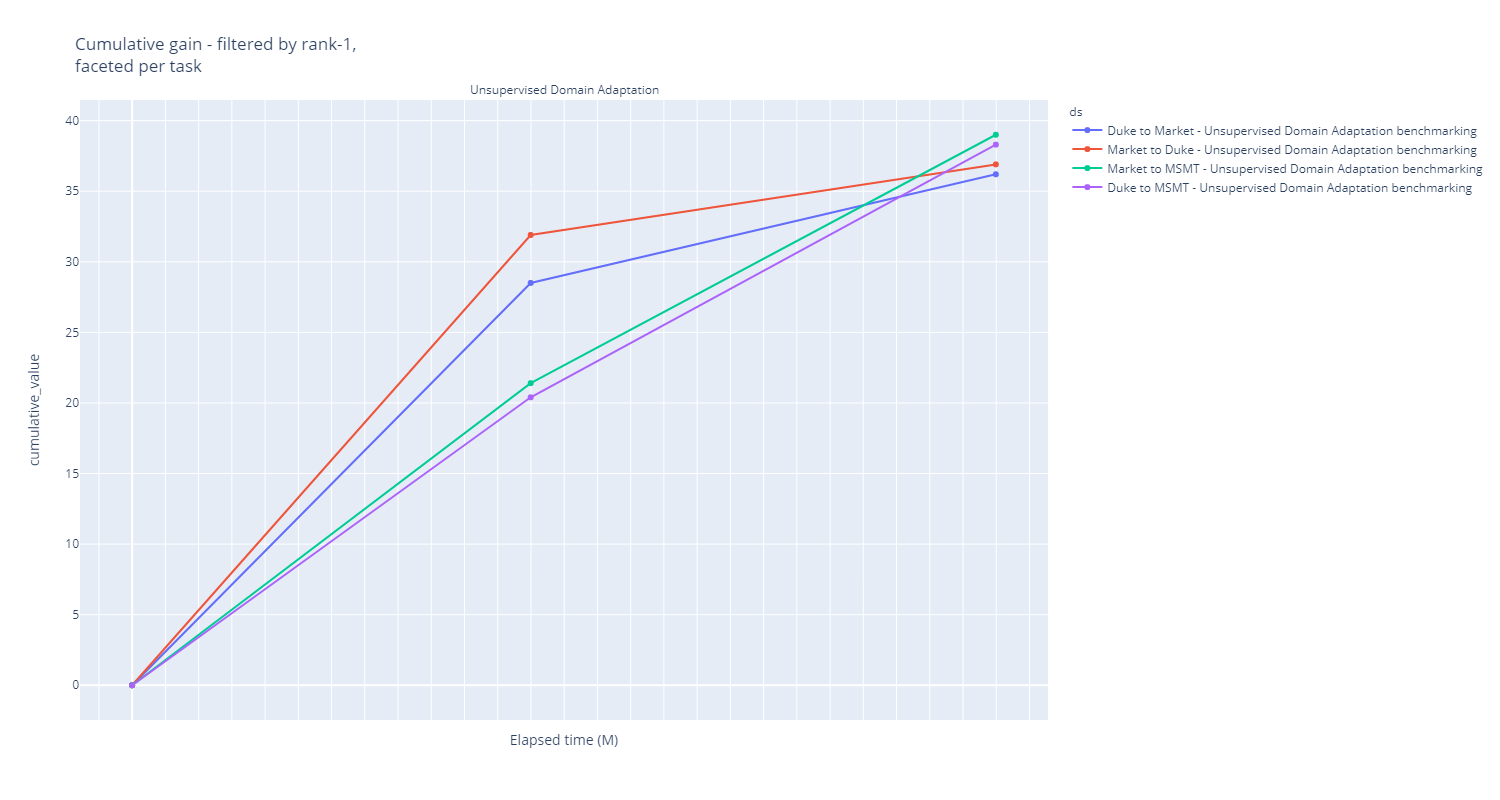 Cumulative gain - filtered by rank-1,
faceted per task
Unsupervised Domain Adaptation
40
35
30
25
20
15
10
5
0
cumulative_value
Elapsed time (M)
ds
Duke to Market - Unsupervised Domain Adaptation benchmarking
Market to Duke - Unsupervised Domain Adaptation benchmarking
Market to MSMT - Unsupervised Domain Adaptation benchmarking
Duke to MSMT - Unsupervised Domain Adaptation benchmarking